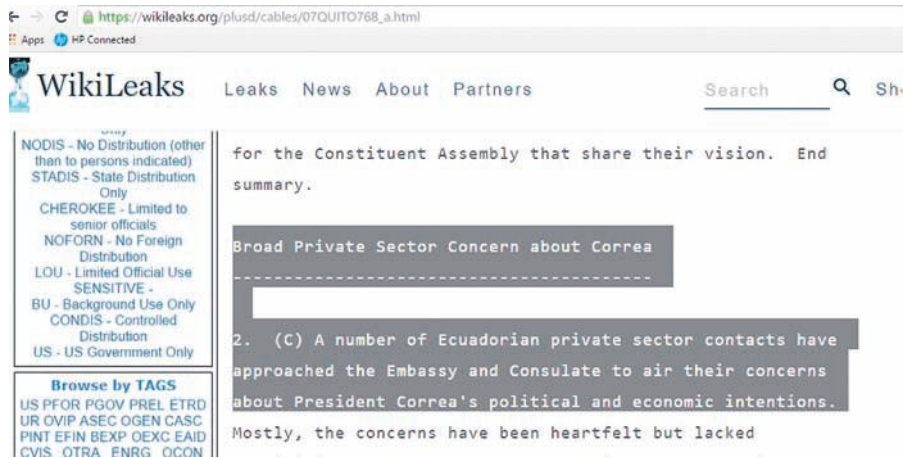 https://wikileaks.org/plusd/cables/07QUITO768_a.html
Apps HP Connected
WikiLeaks Leaks News About Partners Search
NODIS - No Distribution (other
than to persons indicated)
STADIS - State Distribution
Only
CHEROKEE - Limited to
senior officials
NOFORN - No Foreign
Distribution
LOU - Limited Official Use
SENSITIVE -
BU - Background Use Only
CONDIS - Controlled
Distribution
US - US Government Only
Browse by TAGS
US PFOR PGOV PREL ETRD
UR OVIP ASEC OGEN CASC
PINT EFIN BEXP OEXC EAID
CVIS OTRA ENRG OCON
for the Constituent Assembly that share their vision. End
summary.
Broad Private Sector Concern about Correa
-----------------------------------------
2. (C) A number of Ecuadorian private sector contacts have
approached the Embassy and Consulate to air their concerns
about President Correa's political and economic intentions.
Mostly, the concerns have been heartfelt but lacked